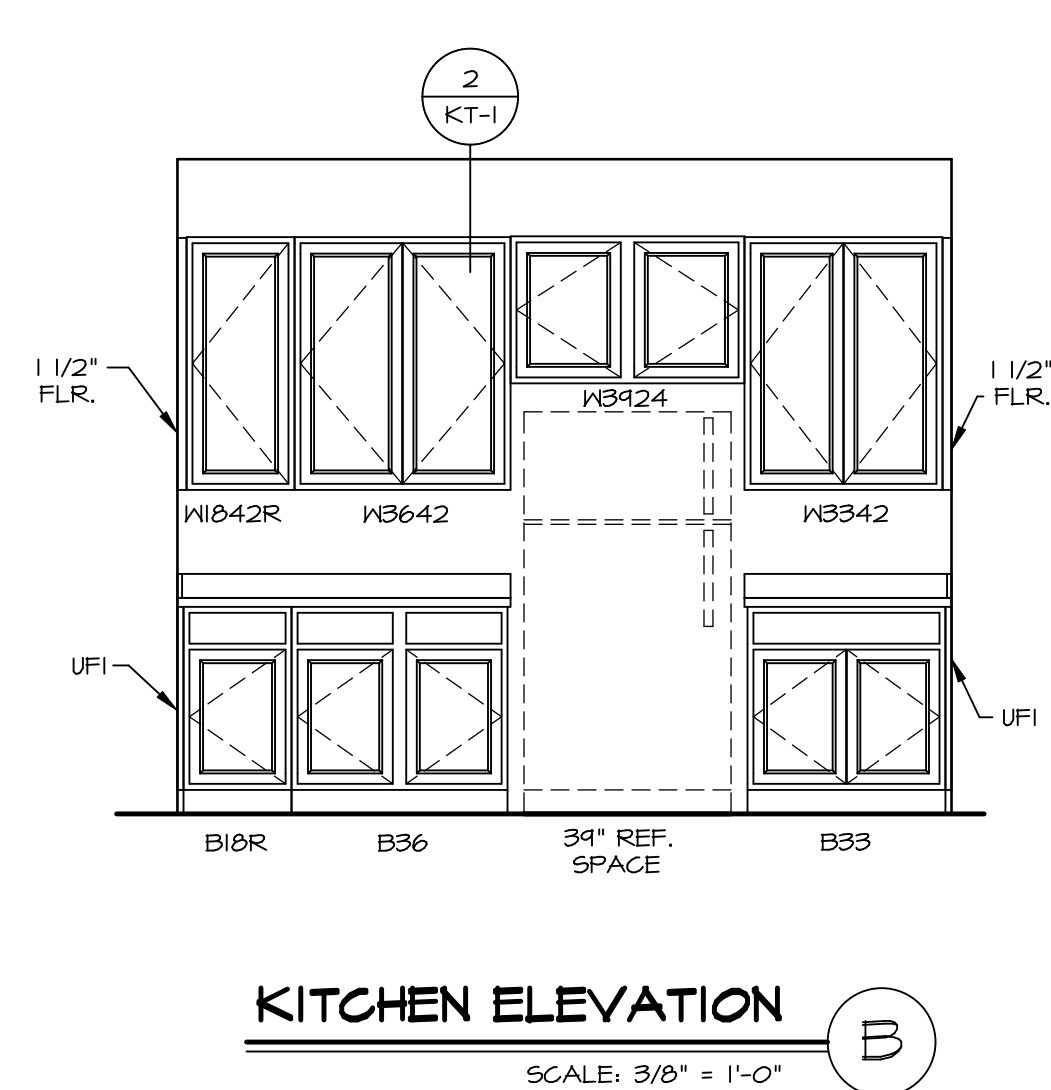 2
KT-1
1 1/2"
FLR.
1 1/2"
FLR.
W3924
W1842R
W3642
W3342
UF1
UF1
B18R
B36
39" REF.
SPACE
B33
KITCHEN ELEVATION
B
SCALE: 3/8" = 1'-0"